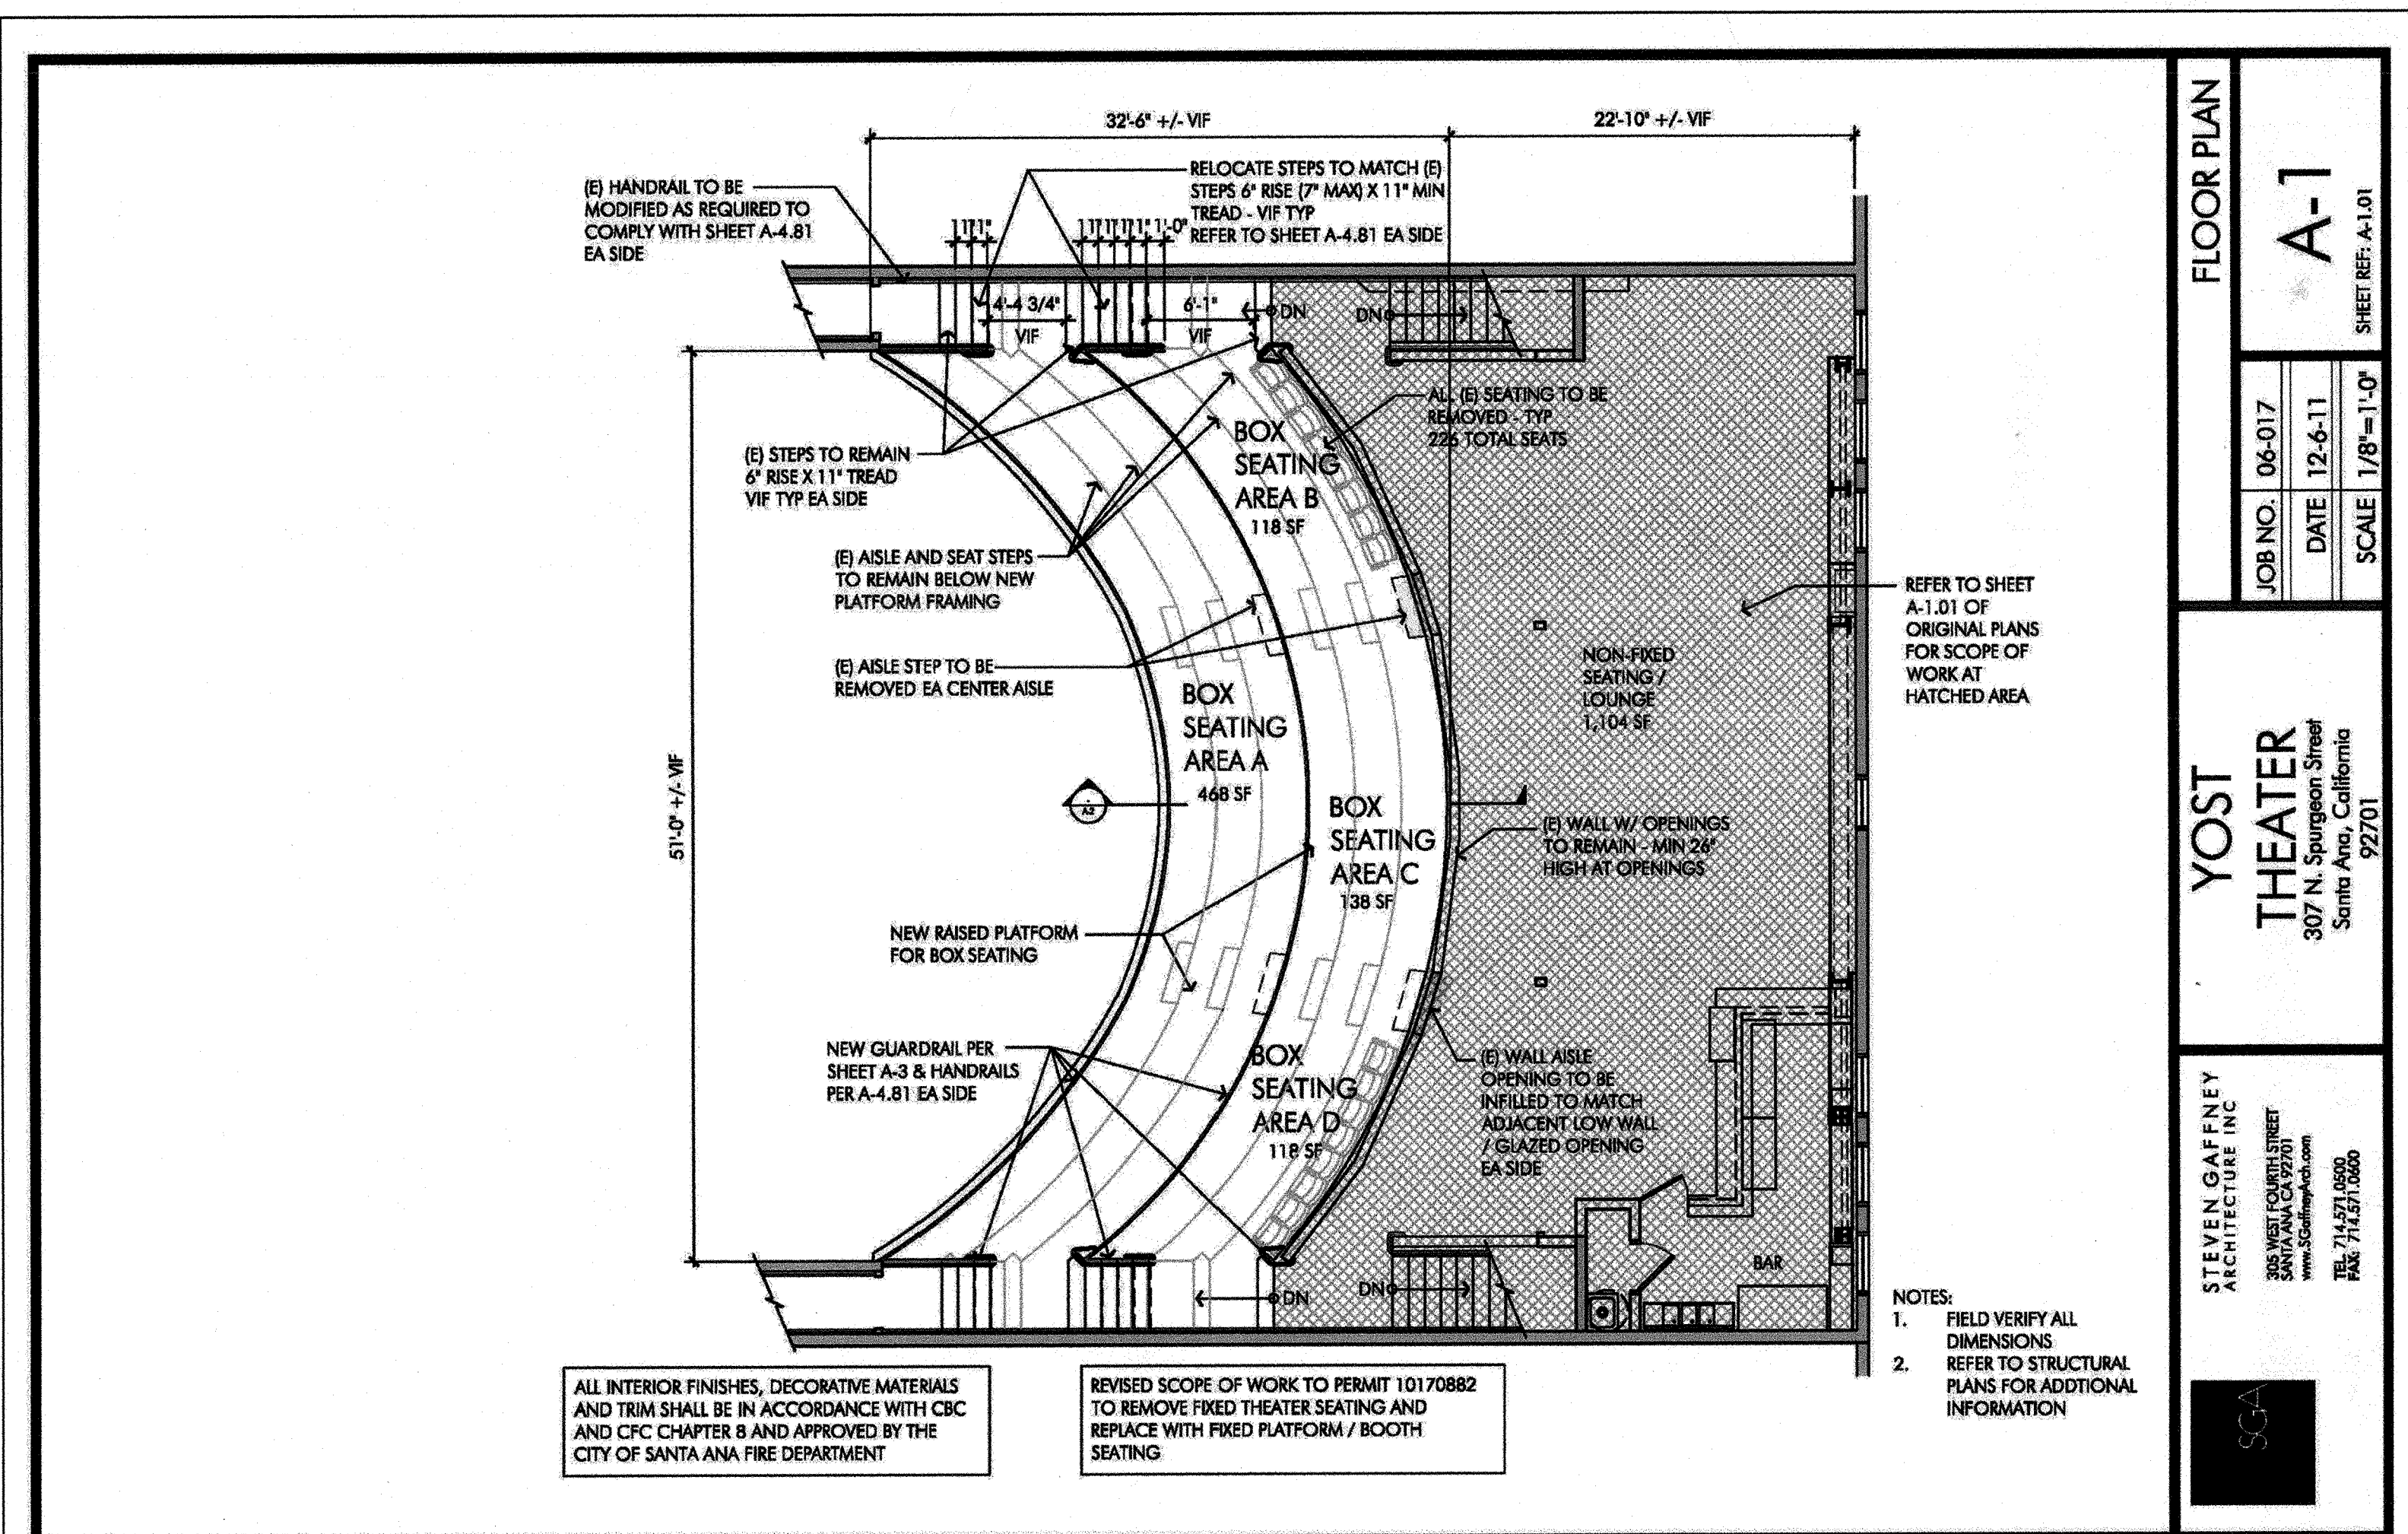 32'-6" +/- VIF
22'-10" +/- VIF
(E) HANDRAIL TO BE
MODIFIED AS REQUIRED TO
COMPLY WITH SHEET A-4.81
EA SIDE
RELOCATE STEPS TO MATCH (E)
STEPS 6" RISE (7" MAX) X 11" MIN
TREAD - VIF TYP
REFER TO SHEET A-4.81 EA SIDE
1'-0"
4'-4 3/4"
VIF
6'-1"
VIF
DN
DN
ALL (E) SEATING TO BE
REMOVED - TYP
226 TOTAL SEATS
BOX
SEATING
AREA B
118 SF
(E) STEPS TO REMAIN
6" RISE X 11" TREAD
VIF TYP EA SIDE
(E) AISLE AND SEAT STEPS
TO REMAIN BELOW NEW
PLATFORM FRAMING
(E) AISLE STEP TO BE
REMOVED EA CENTER AISLE
REFER TO SHEET
A-1.01 OF
ORIGINAL PLANS
FOR SCOPE OF
WORK AT
HATCHED AREA
NON-FIXED
SEATING /
LOUNGE
1,104 SF
BOX
SEATING
AREA A
468 SF
51'-0" +/- VIF
BOX
SEATING
AREA C
138 SF
(E) WALL W/ OPENINGS
TO REMAIN - MIN 26"
HIGH AT OPENINGS
NEW RAISED PLATFORM
FOR BOX SEATING
NEW GUARDRAIL PER
SHEET A-3 & HANDRAILS
PER A-4.81 EA SIDE
BOX
SEATING
AREA D
118 SF
(E) WALL AISLE
OPENING TO BE
INFILLED TO MATCH
ADJACENT LOW WALL
/ GLAZED OPENING
EA SIDE
BAR
DN
DN
NOTES:
1. FIELD VERIFY ALL
DIMENSIONS
2. REFER TO STRUCTURAL
PLANS FOR ADDTIONAL
INFORMATION
ALL INTERIOR FINISHES, DECORATIVE MATERIALS
AND TRIM SHALL BE IN ACCORDANCE WITH CBC
AND CFC CHAPTER 8 AND APPROVED BY THE
CITY OF SANTA ANA FIRE DEPARTMENT
REVISED SCOPE OF WORK TO PERMIT 10170882
TO REMOVE FIXED THEATER SEATING AND
REPLACE WITH FIXED PLATFORM / BOOTH
SEATING
FLOOR PLAN
A-1
SHEET REF: A-1.01
JOB NO. 06-017
DATE 12-6-11
SCALE 1/8"=1'-0"
YOST
THEATER
307 N. Spurgeon Street
Santa Ana, California
92701
STEVEN GAFFNEY
ARCHITECTURE INC
305 WEST FOURTH STREET
SANTA ANA CA 92701
www.SGaffneyArch.com
TEL 714.571.0500
FAX: 714.571.0600
SGA